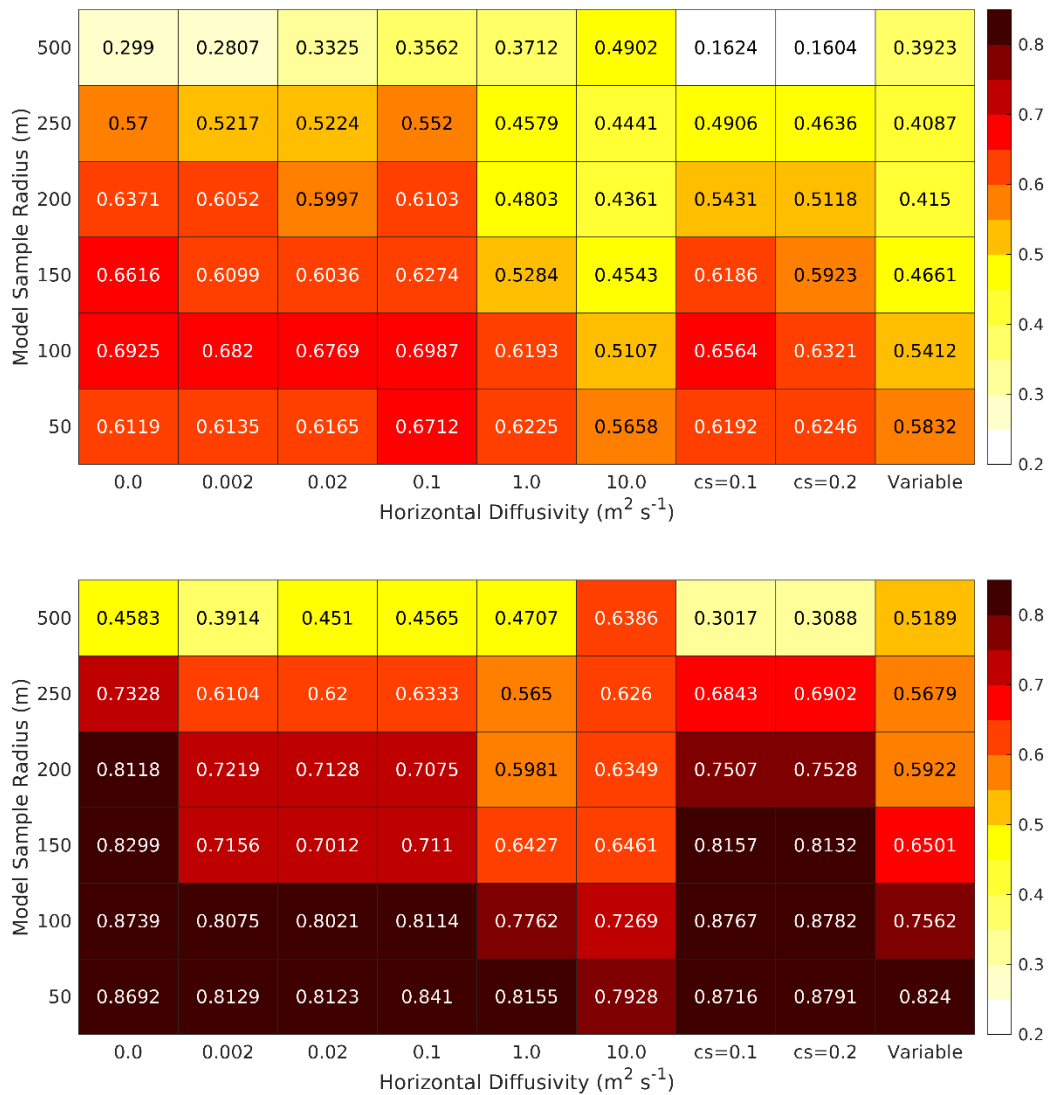 500 0.299 0.2807 0.3325 0.3562 0.3712 0.4902 0.1624 0.1604 0.3923 0.8
250 0.57 0.5217 0.5224 0.552 0.4579 0.4441 0.4906 0.4636 0.4087 0.7
200 0.6371 0.6052 0.5997 0.6103 0.4803 0.4361 0.5431 0.5118 0.415 0.6
150 0.6616 0.6099 0.6036 0.6274 0.5284 0.4543 0.6186 0.5923 0.4661 0.5
100 0.6925 0.682 0.6769 0.6987 0.6193 0.5107 0.6564 0.6321 0.5412 0.4
50 0.6119 0.6135 0.6165 0.6712 0.6225 0.5658 0.6192 0.6246 0.5832 0.3
0.2
Model Sample Radius (m)
0.0 0.002 0.02 0.1 1.0 10.0 cs=0.1 cs=0.2 Variable
Horizontal Diffusivity (m² s⁻¹)
500 0.4583 0.3914 0.451 0.4565 0.4707 0.6386 0.3017 0.3088 0.5189 0.8
250 0.7328 0.6104 0.62 0.6333 0.565 0.626 0.6843 0.6902 0.5679 0.7
200 0.8118 0.7219 0.7128 0.7075 0.5981 0.6349 0.7507 0.7528 0.5922 0.6
150 0.8299 0.7156 0.7012 0.711 0.6427 0.6461 0.8157 0.8132 0.6501 0.5
100 0.8739 0.8075 0.8021 0.8114 0.7762 0.7269 0.8767 0.8782 0.7562 0.4
50 0.8692 0.8129 0.8123 0.841 0.8155 0.7928 0.8716 0.8791 0.824 0.3
0.2
Model Sample Radius (m)
0.0 0.002 0.02 0.1 1.0 10.0 cs=0.1 cs=0.2 Variable
Horizontal Diffusivity (m² s⁻¹)